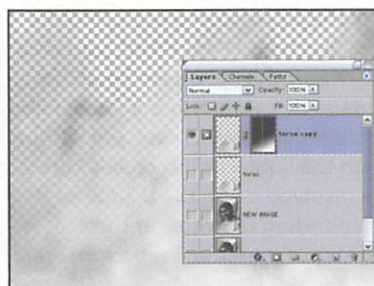 Layers Channels Paths
Normal Opacity: 100%
Lock: Fill: 100%
torso copy
torso
NEW IMAGE